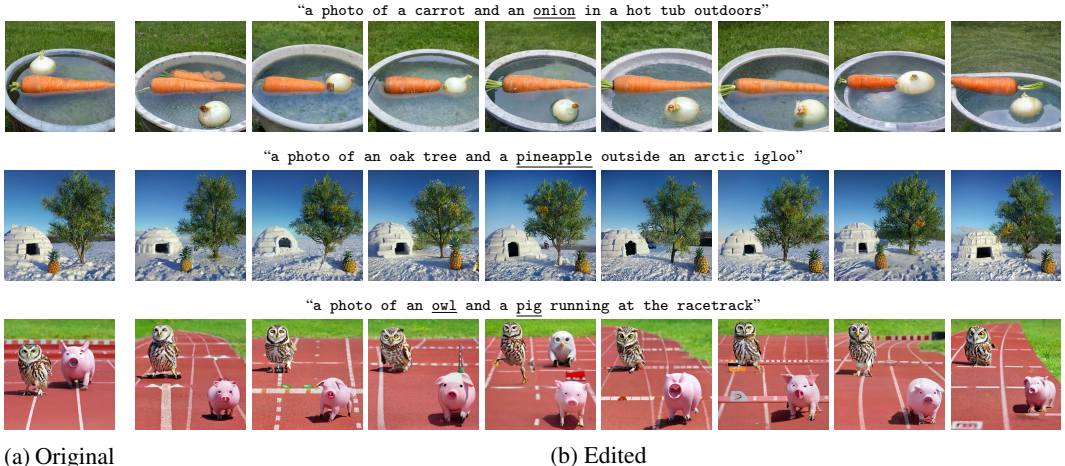 “a photo of a carrot and an onion in a hot tub outdoors”
“a photo of an oak tree and a pineapple outside an arctic igloo”
“a photo of an owl and a pig running at the racetrack”
(a) Original
(b) Edited